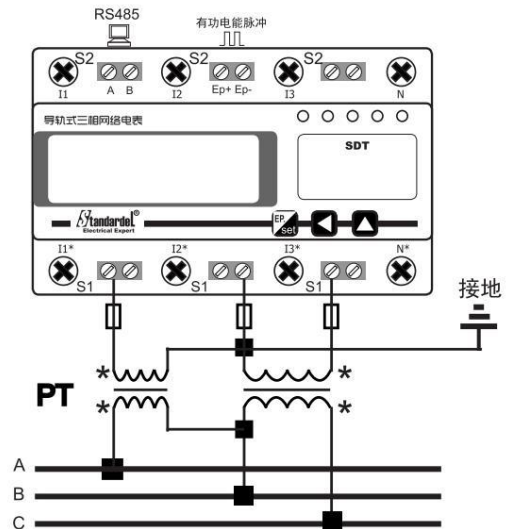 RS485
有功电能脉冲
S2 S2 S2
I1 A B I2 Ep+ Ep- I3 N
导轨式三相网络电表
SDT
Standardel®
Electrical Expert
EP set
I1* I2* I3* N*
S1 S1 S1
接地
* *
PT
* *
A
B
C